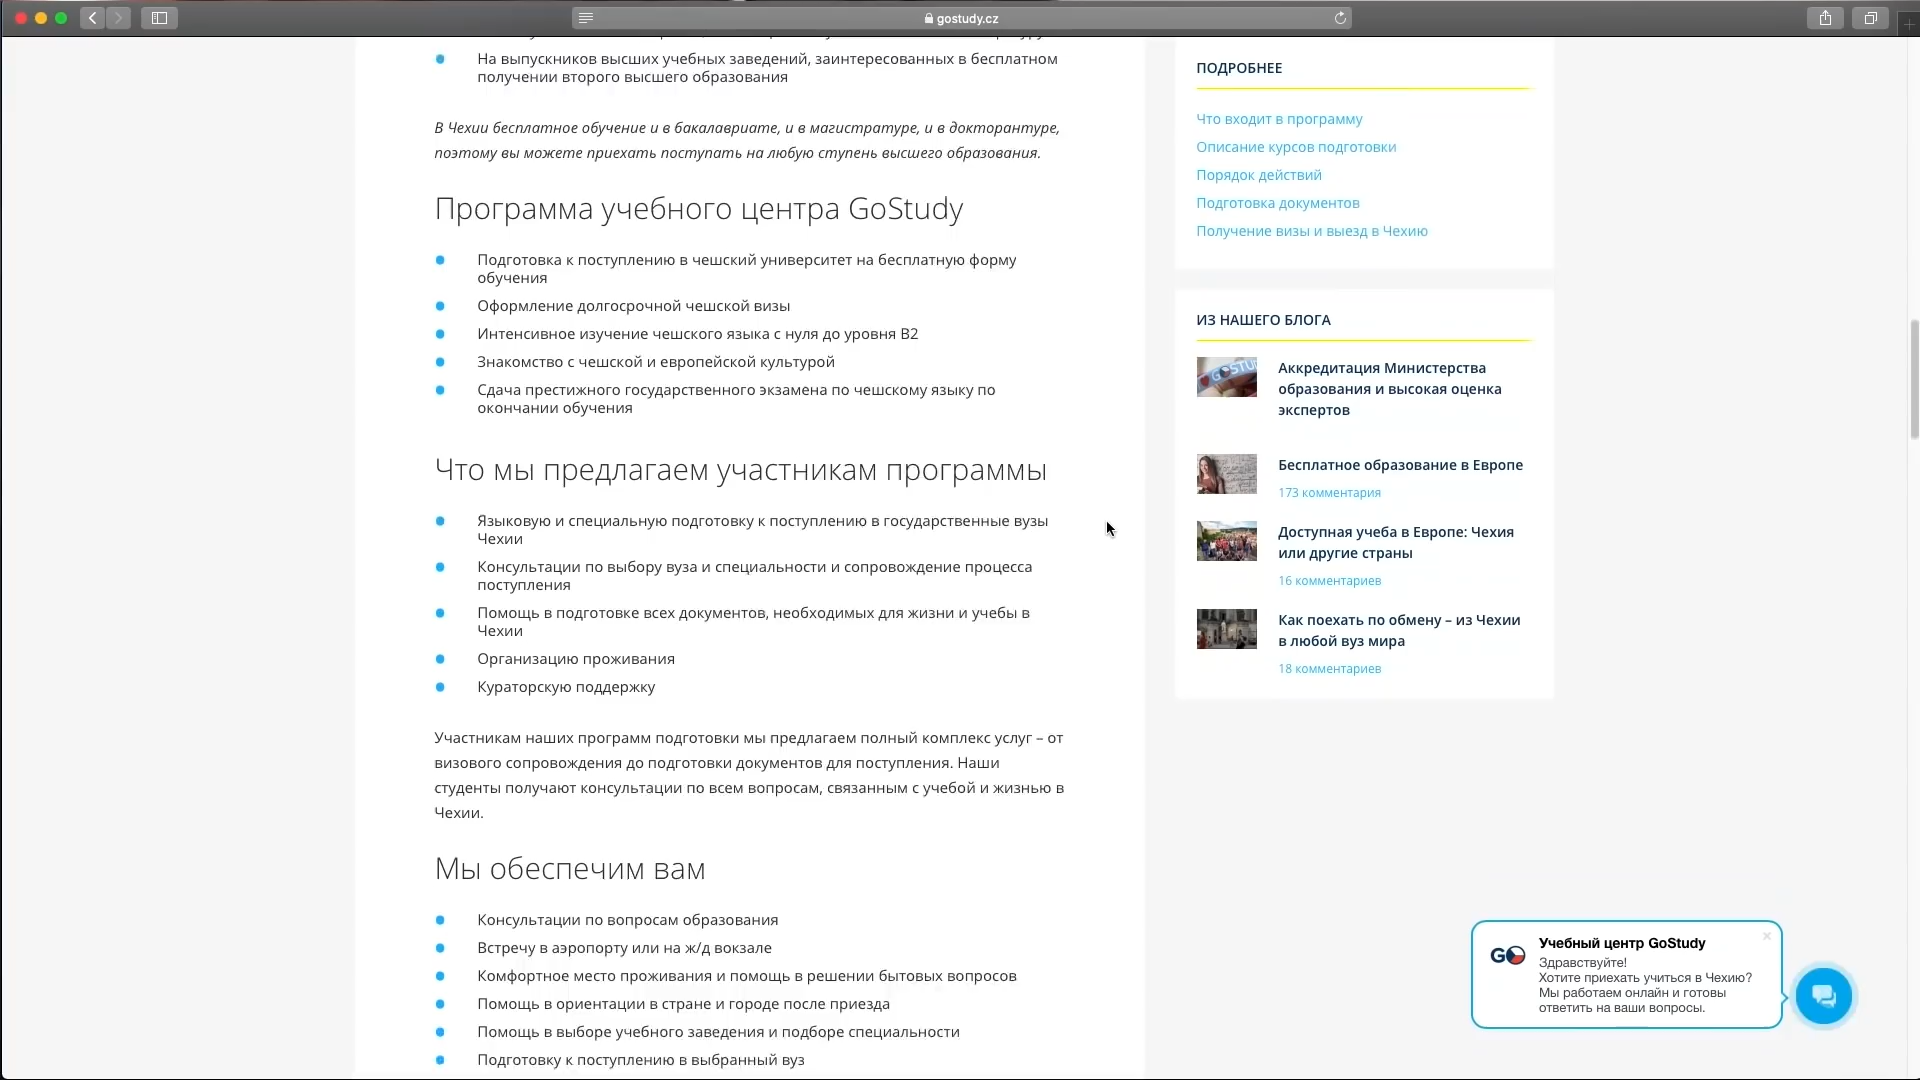 gostudy.cz
На выпускников высших учебных заведений, заинтересованных в бесплатном
получении второго высшего образования
В Чехии бесплатное обучение и в бакалавриате, и в магистратуре, и в докторантуре,
поэтому вы можете приехать поступать на любую ступень высшего образования.
Программа учебного центра GoStudy
Подготовка к поступлению в чешский университет на бесплатную форму
обучения
Оформление долгосрочной чешской визы
Интенсивное изучение чешского языка с нуля до уровня B2
Знакомство с чешской и европейской культурой
Сдача престижного государственного экзамена по чешскому языку по
окончании обучения
Что мы предлагаем участникам программы
Языковую и специальную подготовку к поступлению в государственные вузы
Чехии
Консультации по выбору вуза и специальности и сопровождение процесса
поступления
Помощь в подготовке всех документов, необходимых для жизни и учебы в
Чехии
Организацию проживания
Кураторскую поддержку
Участникам наших программ подготовки мы предлагаем полный комплекс услуг – от
визового сопровождения до подготовки документов для поступления. Наши
студенты получают консультации по всем вопросам, связанным с учебой и жизнью в
Чехии.
Мы обеспечим вам
Консультации по вопросам образования
Встречу в аэропорту или на ж/д вокзале
Комфортное место проживания и помощь в решении бытовых вопросов
Помощь в ориентации в стране и городе после приезда
Помощь в выборе учебного заведения и подборе специальности
Подготовку к поступлению в выбранный вуз
ПОДРОБНЕЕ
Что входит в программу
Описание курсов подготовки
Порядок действий
Подготовка документов
Получение визы и выезд в Чехию
ИЗ НАШЕГО БЛОГА
Аккредитация Министерства
образования и высокая оценка
экспертов
Бесплатное образование в Европе
173 комментария
Доступная учеба в Европе: Чехия
или другие страны
16 комментариев
Как поехать по обмену – из Чехии
в любой вуз мира
18 комментариев
GO
Учебный центр GoStudy
Здравствуйте!
Хотите приехать учиться в Чехию?
Мы работаем онлайн и готовы
ответить на ваши вопросы.